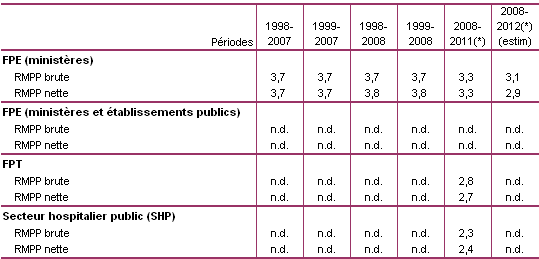 Périodes 1998-2007 1999-2007 1998-2008 1999-2008 2008-2011(*) 2008-2012(*) (estim)
FPE (ministères)
RMPP brute 3,7 3,7 3,7 3,7 3,3 3,1
RMPP nette 3,7 3,7 3,8 3,8 3,3 2,9
FPE (ministères et établissements publics)
RMPP brute n.d. n.d. n.d. n.d. n.d. n.d.
RMPP nette n.d. n.d. n.d. n.d. n.d. n.d.
FPT
RMPP brute n.d. n.d. n.d. n.d. 2,8 n.d.
RMPP nette n.d. n.d. n.d. n.d. 2,7 n.d.
Secteur hospitalier public (SHP)
RMPP brute n.d. n.d. n.d. n.d. 2,3 n.d.
RMPP nette n.d. n.d. n.d. n.d. 2,4 n.d.